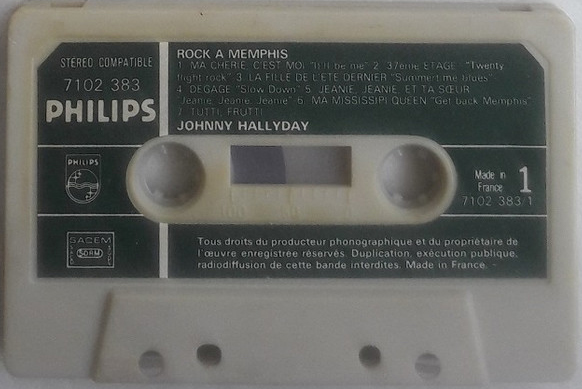 STEREO COMPATIBLE
7102 383
PHILIPS
ROCK A MEMPHIS
1. MA CHERIE, C'EST MOI "I'll be me" 2. 37ème ETAGE "Twenty
flight rock" 3. LA FILLE DE L'ETE DERNIER "Summertime blues"
4. DEGAGE "Slow Down" 5. JEANIE, JEANIE, ET TA SŒUR
"Jeanie, Jeanie, Jeanie" 6. MA MISSISSIPI QUEEN "Get back Memphis"
7. TUTTI, FRUTTI
JOHNNY HALLYDAY
PHILIPS
Made in
France
1
7102 383 1
SACEM
SDRM
Tous droits du producteur phonographique et du propriétaire de
l'œuvre enregistrée réservés. Duplication, exécution publique,
radiodiffusion de cette bande interdites. Made in France. -